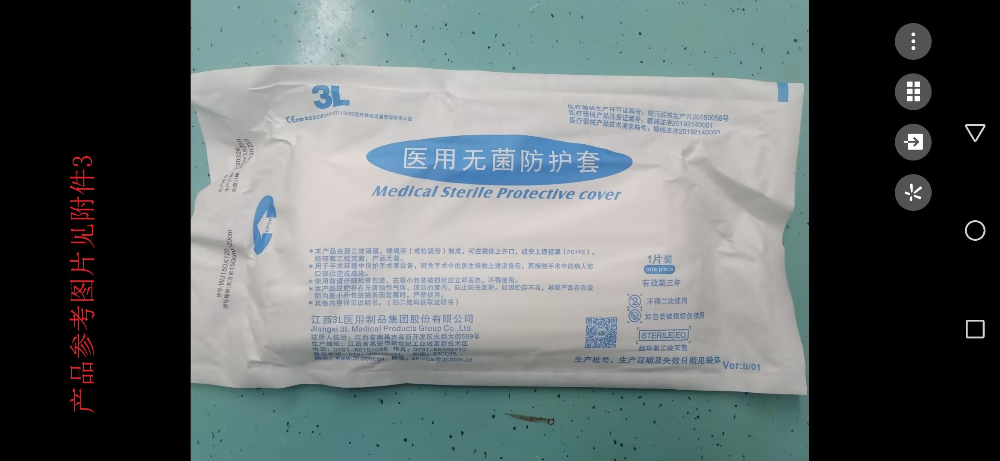 产品参考图片见附件3
3L
CE0197本企业已通过EN ISO 13485医疗器械质量管理体系认证
医疗器械生产许可证编号：赣药监械生产许20150056号
医疗器械产品注册证编号：赣械注准20192140001
医疗器械产品技术要求编号：赣械注准20192140001
医用无菌防护套
Medical Sterile Protective cover
生产批号
生产日期
失效日期
OPEN
货号:WJ150X120
型号规格:长方形150cmX120cm
*本产品由聚乙烯薄膜、棉绳带（或松紧带）制成，可在袋体上开口，或安上透视罩（PC+PE）。
经环氧乙烷灭菌，产品无菌。
*用于手术环境中保护手术室设备，避免手术中的医生接触上述设备后，再接触手术中的病人伤
口部位造成感染。
*使用前请仔细检查包装，在最小包装破损时应立即丢弃，不得使用。
*本产品应贮存在无腐蚀性气体、清洁的室内，防止阳光直射。如因贮存不当，导致产品在有效
期内最小外包装袋表面发霉时，严禁使用。
*其他内容详见说明书。（扫二维码获取说明书）
1片装
one piece
有效期三年
2
不得二次使用
如包装破损切勿使用
STERILE EO
经环氧乙烷灭菌
江西3L医用制品集团股份有限公司
Jiangxi 3L Medical Products Group Co.,Ltd.
注册人住所：江西省南昌市高新开发区火炬大街599号
生产地址：江西省高安市新世纪工业城高新技术区
电话：0791-88101088 传真：0791-88106110
售后电话：0791-88106411 邮编：330096
网址：www.3l.com.cn 邮箱：service@3l.com.cn
生产批号、生产日期及失效日期见袋体
Ver:B/01